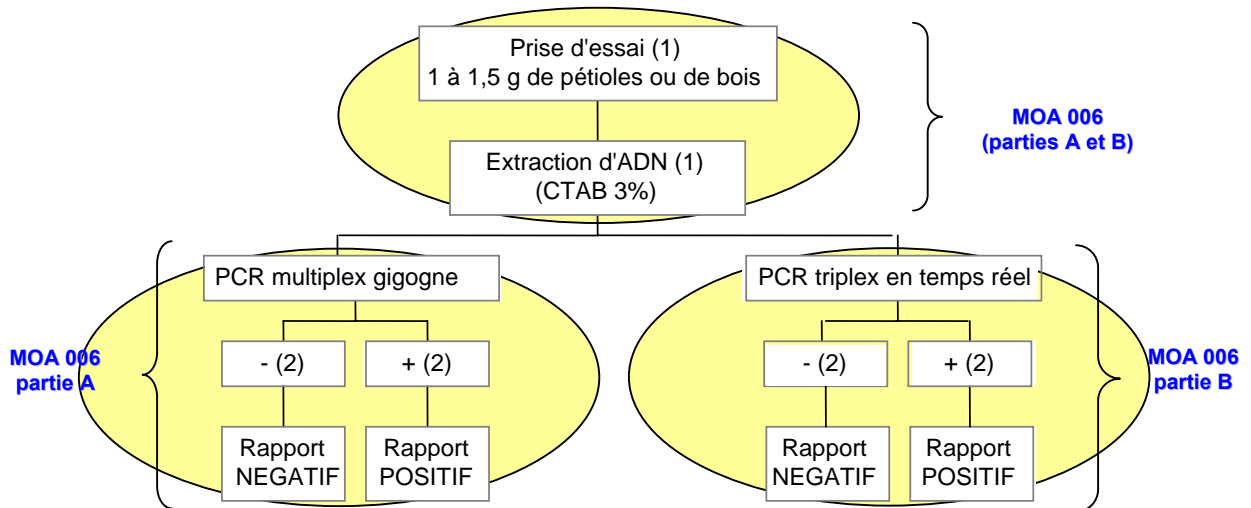 Prise d'essai (1)
1 à 1,5 g de pétioles ou de bois
MOA 006
(parties A et B)
Extraction d'ADN (1)
(CTAB 3%)
PCR multiplex gigogne
PCR triplex en temps réel
MOA 006
partie A
- (2)
+ (2)
- (2)
+ (2)
MOA 006
partie B
Rapport
NEGATIF
Rapport
POSITIF
Rapport
NEGATIF
Rapport
POSITIF